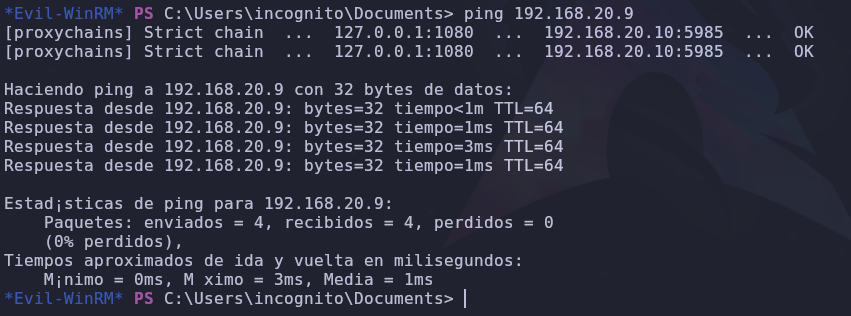 *Evil-WinRM* PS C:\Users\incognito\Documents> ping 192.168.20.9
[proxychains] Strict chain  ...  127.0.0.1:1080  ...  192.168.20.10:5985  ...  OK
[proxychains] Strict chain  ...  127.0.0.1:1080  ...  192.168.20.10:5985  ...  OK

Haciendo ping a 192.168.20.9 con 32 bytes de datos:
Respuesta desde 192.168.20.9: bytes=32 tiempo<1m TTL=64
Respuesta desde 192.168.20.9: bytes=32 tiempo=1ms TTL=64
Respuesta desde 192.168.20.9: bytes=32 tiempo=3ms TTL=64
Respuesta desde 192.168.20.9: bytes=32 tiempo=1ms TTL=64

Estad¡sticas de ping para 192.168.20.9:
    Paquetes: enviados = 4, recibidos = 4, perdidos = 0
    (0% perdidos),
Tiempos aproximados de ida y vuelta en milisegundos:
    M¡nimo = 0ms, M ximo = 3ms, Media = 1ms
*Evil-WinRM* PS C:\Users\incognito\Documents>